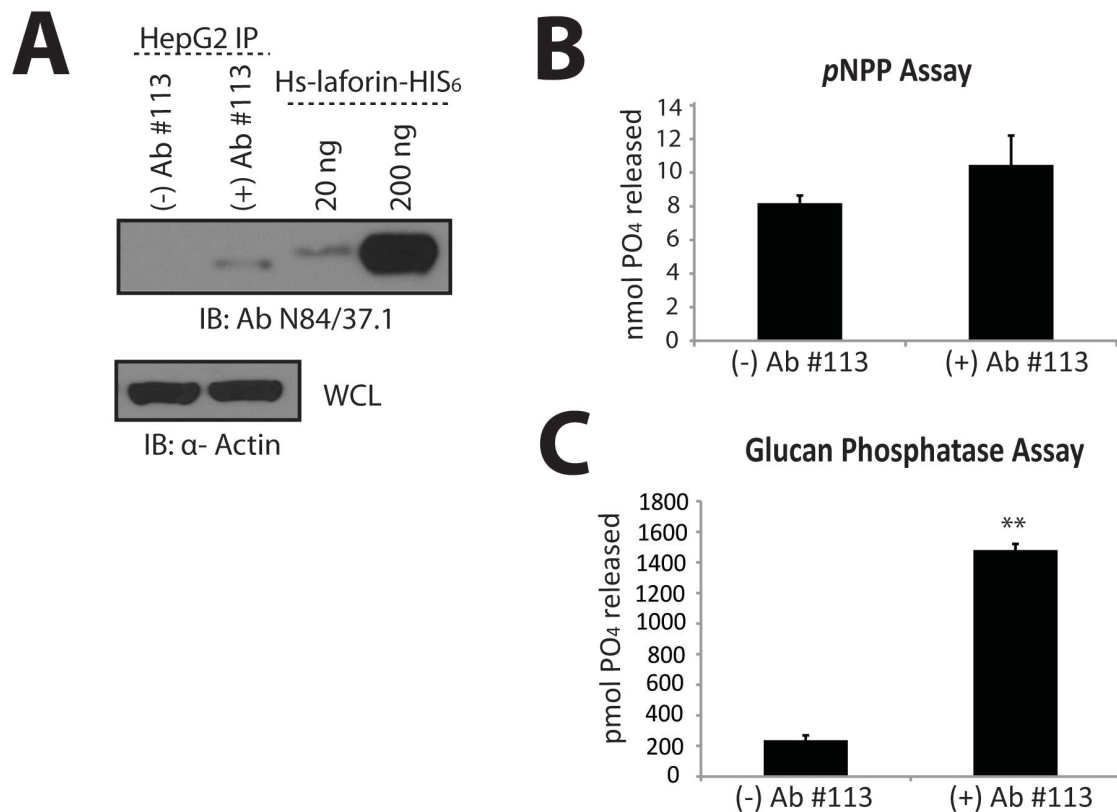 A
HepG2 IP
Hs-laforin-HIS₆
(-) Ab #113
(+) Ab #113
20 ng
200 ng
IB: Ab N84/37.1
WCL
IB: α- Actin
B
pNPP Assay
nmol PO₄ released
14
12
10
8
6
4
2
0
(-) Ab #113
(+) Ab #113
C
Glucan Phosphatase Assay
pmol PO₄ released
1800
1600
1400
1200
1000
800
600
400
200
0
**
(-) Ab #113
(+) Ab #113